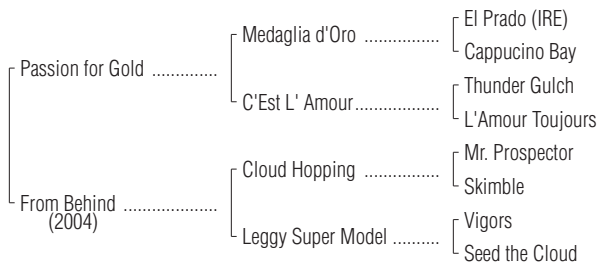 El Prado (IRE)
Medaglia d'Oro ................
Cappucino Bay
Passion for Gold ..............
Thunder Gulch
C'Est L' Amour..................
L'Amour Toujours
Mr. Prospector
Cloud Hopping ................
Skimble
From Behind ....................
(2004)
Vigors
Leggy Super Model ..........
Seed the Cloud